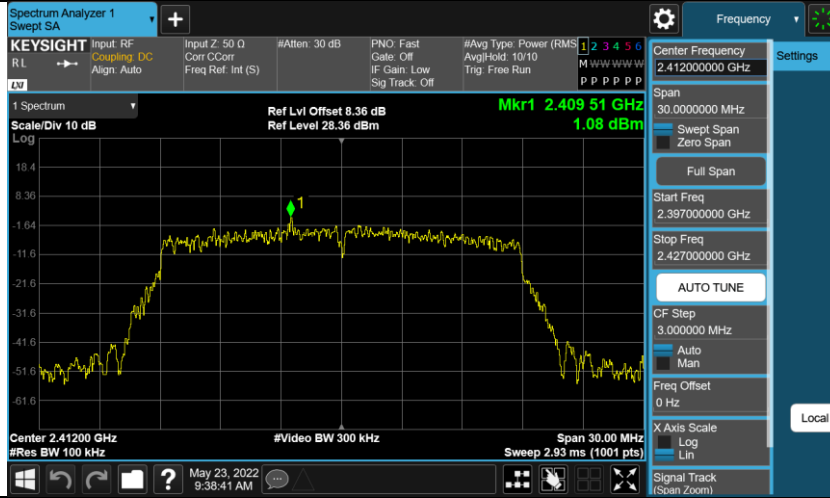 Spectrum Analyzer 1
Swept SA
+
Frequency
KEYSIGHT
RL
LXI
Input: RF
Coupling: DC
Align: Auto
Input Z: 50 Ω
Corr CCorr
Freq Ref: Int (S)
#Atten: 30 dB
PNO: Fast
Gate: Off
IF Gain: Low
Sig Track: Off
#Avg Type: Power (RMS
Avg|Hold: 10/10
Trig: Free Run
1 2 3 4 5 6
M W W W W W
P P P P P P
1 Spectrum
Scale/Div 10 dB
Log
Ref Lvl Offset 8.36 dB
Ref Level 28.36 dBm
Mkr1 2.409 51 GHz
1.08 dBm
18.4
8.36
-1.64
-11.6
-21.6
-31.6
-41.6
-51.6
-61.6
1
Center 2.41200 GHz
#Res BW 100 kHz
#Video BW 300 kHz
Span 30.00 MHz
Sweep 2.93 ms (1001 pts)
?
May 23, 2022
9:38:41 AM
Center Frequency
2.412000000 GHz
Span
30.0000000 MHz
Swept Span
Zero Span
Full Span
Start Freq
2.397000000 GHz
Stop Freq
2.427000000 GHz
AUTO TUNE
CF Step
3.000000 MHz
Auto
Man
Freq Offset
0 Hz
X Axis Scale
Log
Lin
Signal Track
(Span Zoom)
Settings
Local